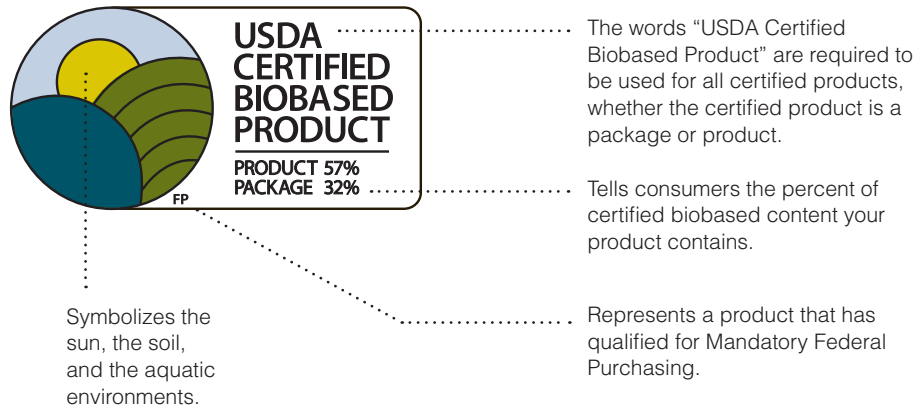 USDA
CERTIFIED
BIOBASED
PRODUCT
PRODUCT 57%
PACKAGE 32%
FP
The words “USDA Certified
Biobased Product” are required to
be used for all certified products,
whether the certified product is a
package or product.
Tells consumers the percent of
certified biobased content your
product contains.
Represents a product that has
qualified for Mandatory Federal
Purchasing.
Symbolizes the
sun, the soil,
and the aquatic
environments.